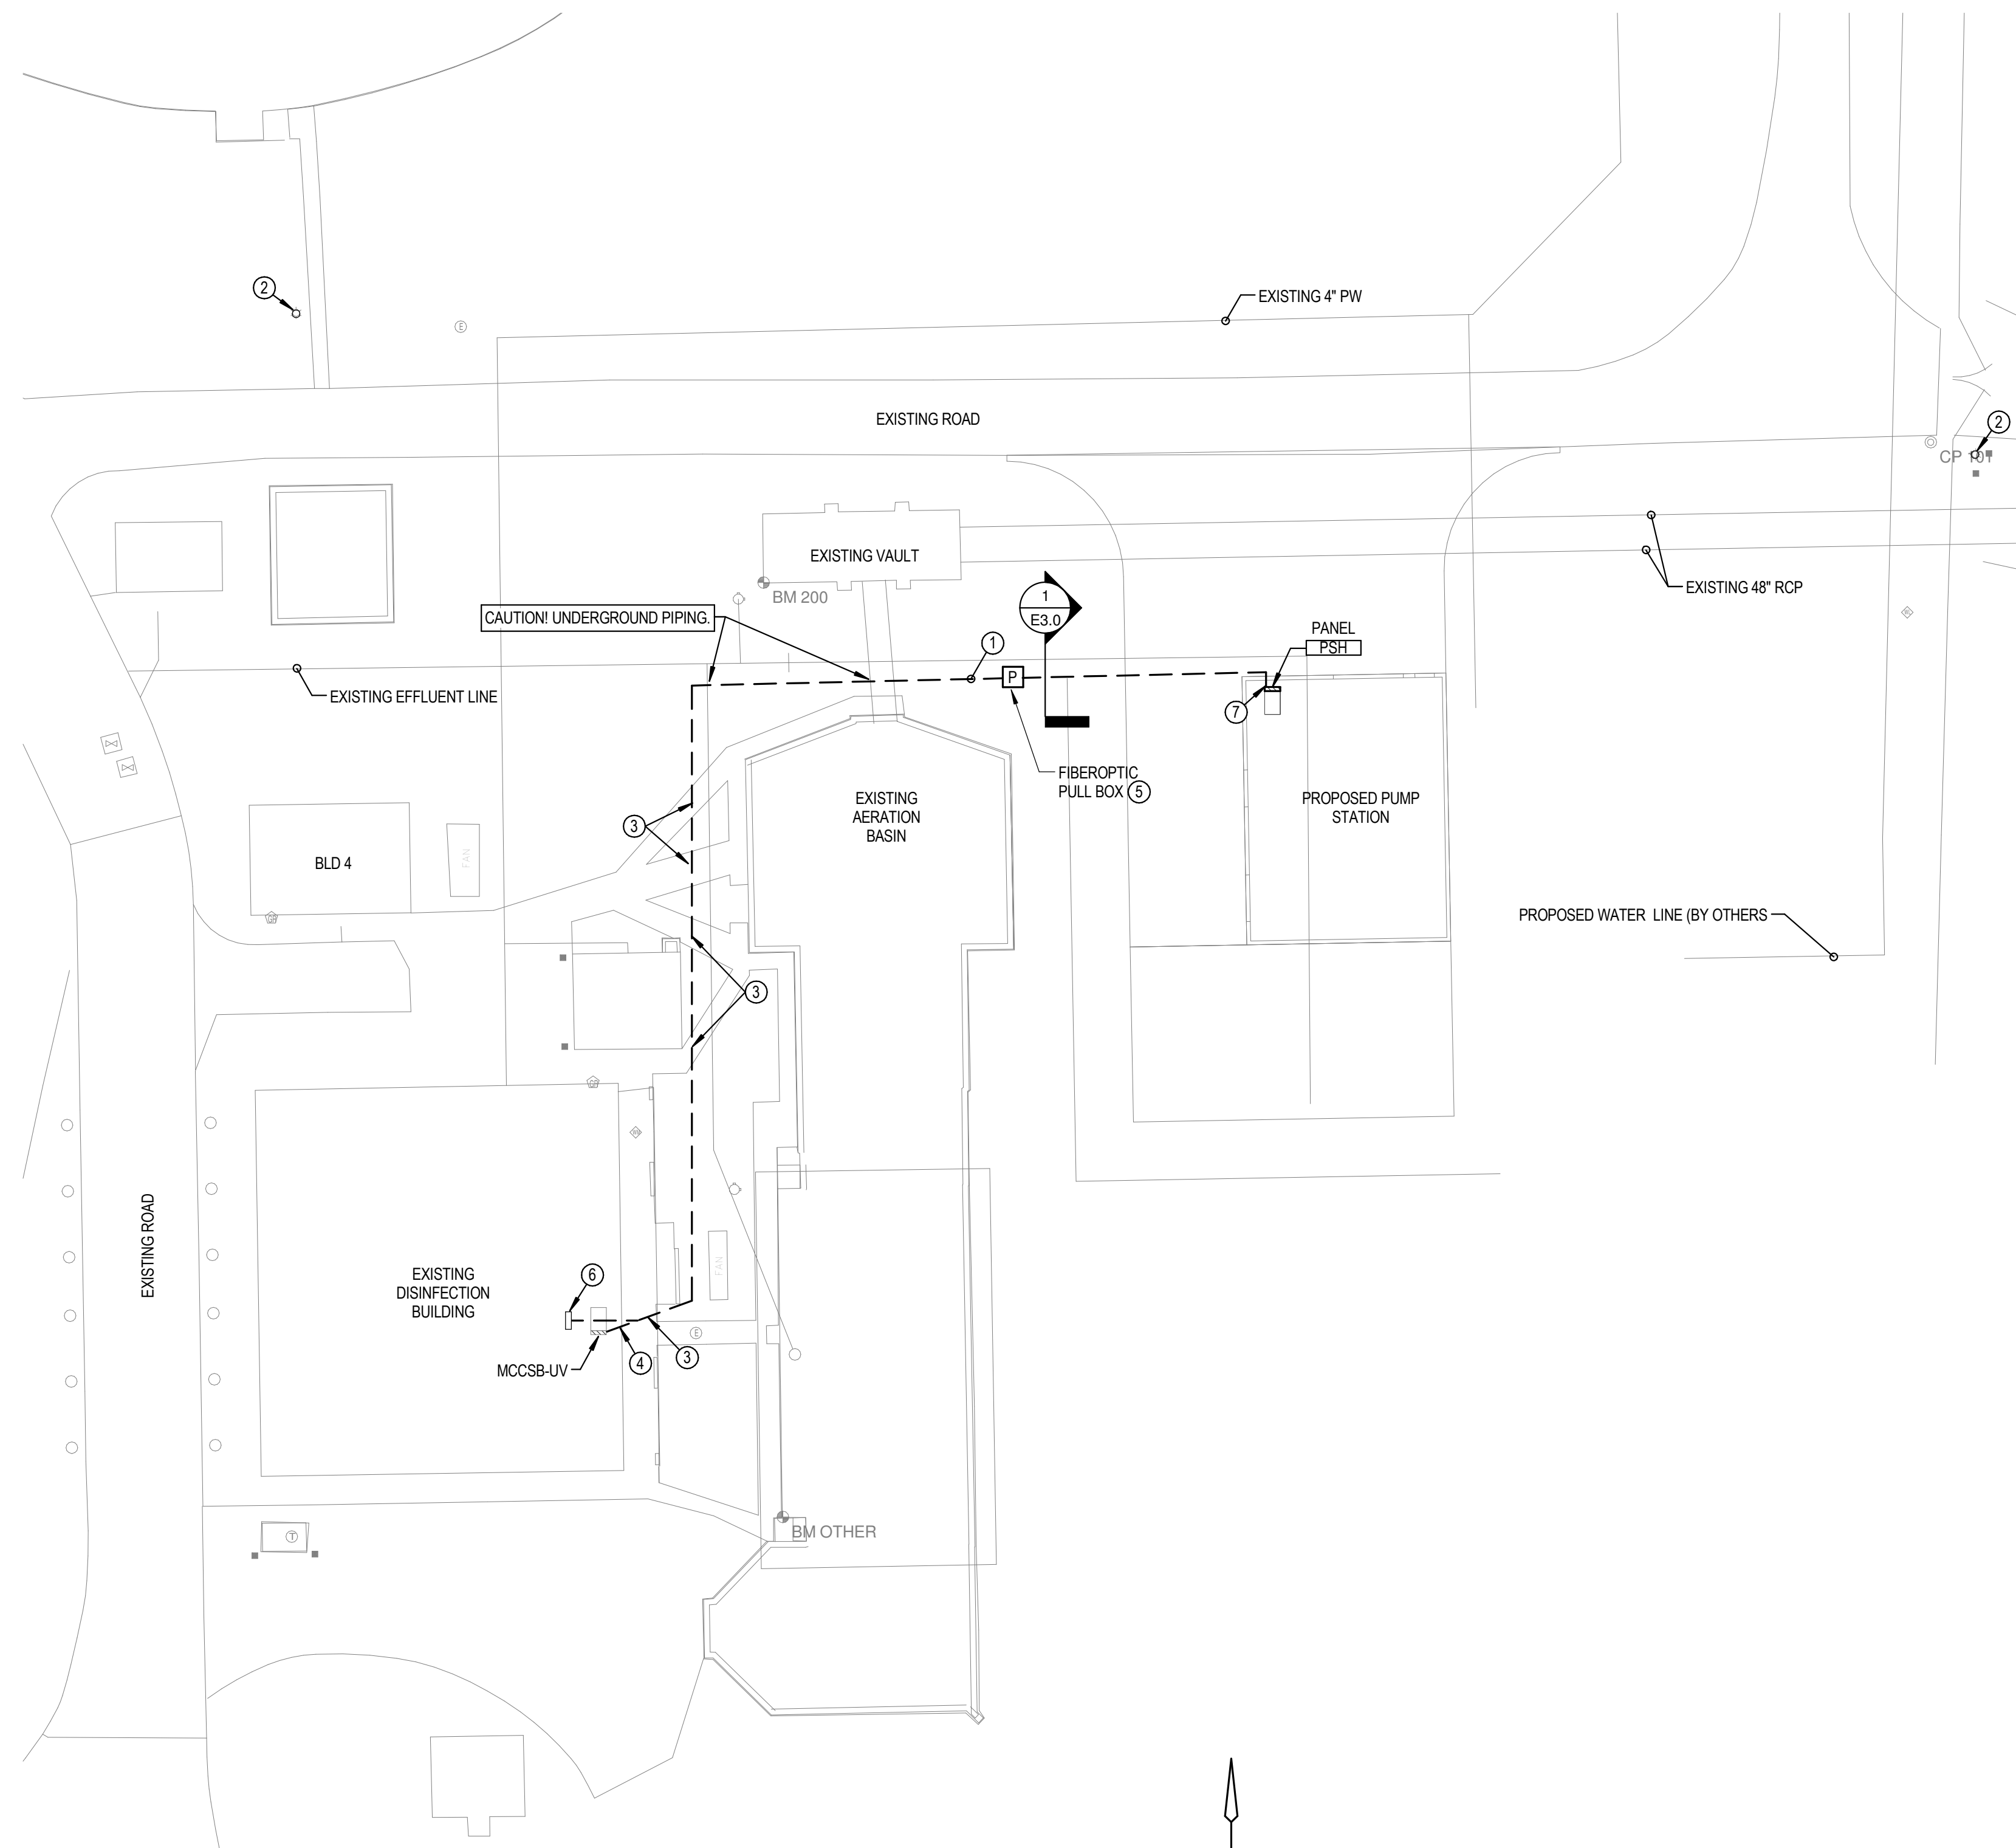 2
E
EXISTING 4" PW
EXISTING ROAD
2
CP 101
EXISTING VAULT
BM 200
EXISTING 48" RCP
CAUTION! UNDERGROUND PIPING.
1
E3.0
1
PANEL
PSH
P
EXISTING EFFLUENT LINE
7
FIBEROPTIC
PULL BOX 5
EXISTING
AERATION
BASIN
PROPOSED PUMP
STATION
3
BLD 4
FAN
PROPOSED WATER LINE (BY OTHERS
3
EXISTING ROAD
EXISTING
DISINFECTION
BUILDING
6
FAN
E
MCCSB-UV
4
3
BM OTHER
T